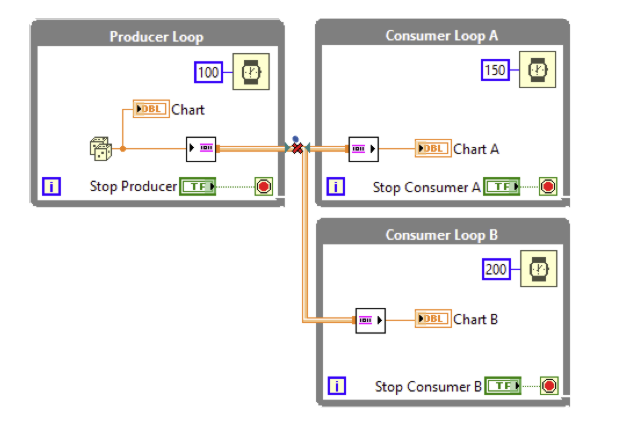 Producer Loop
100
DBL Chart
i Stop Producer TF
Consumer Loop A
150
DBL Chart A
i Stop Consumer A TF
Consumer Loop B
200
DBL Chart B
i Stop Consumer B TF